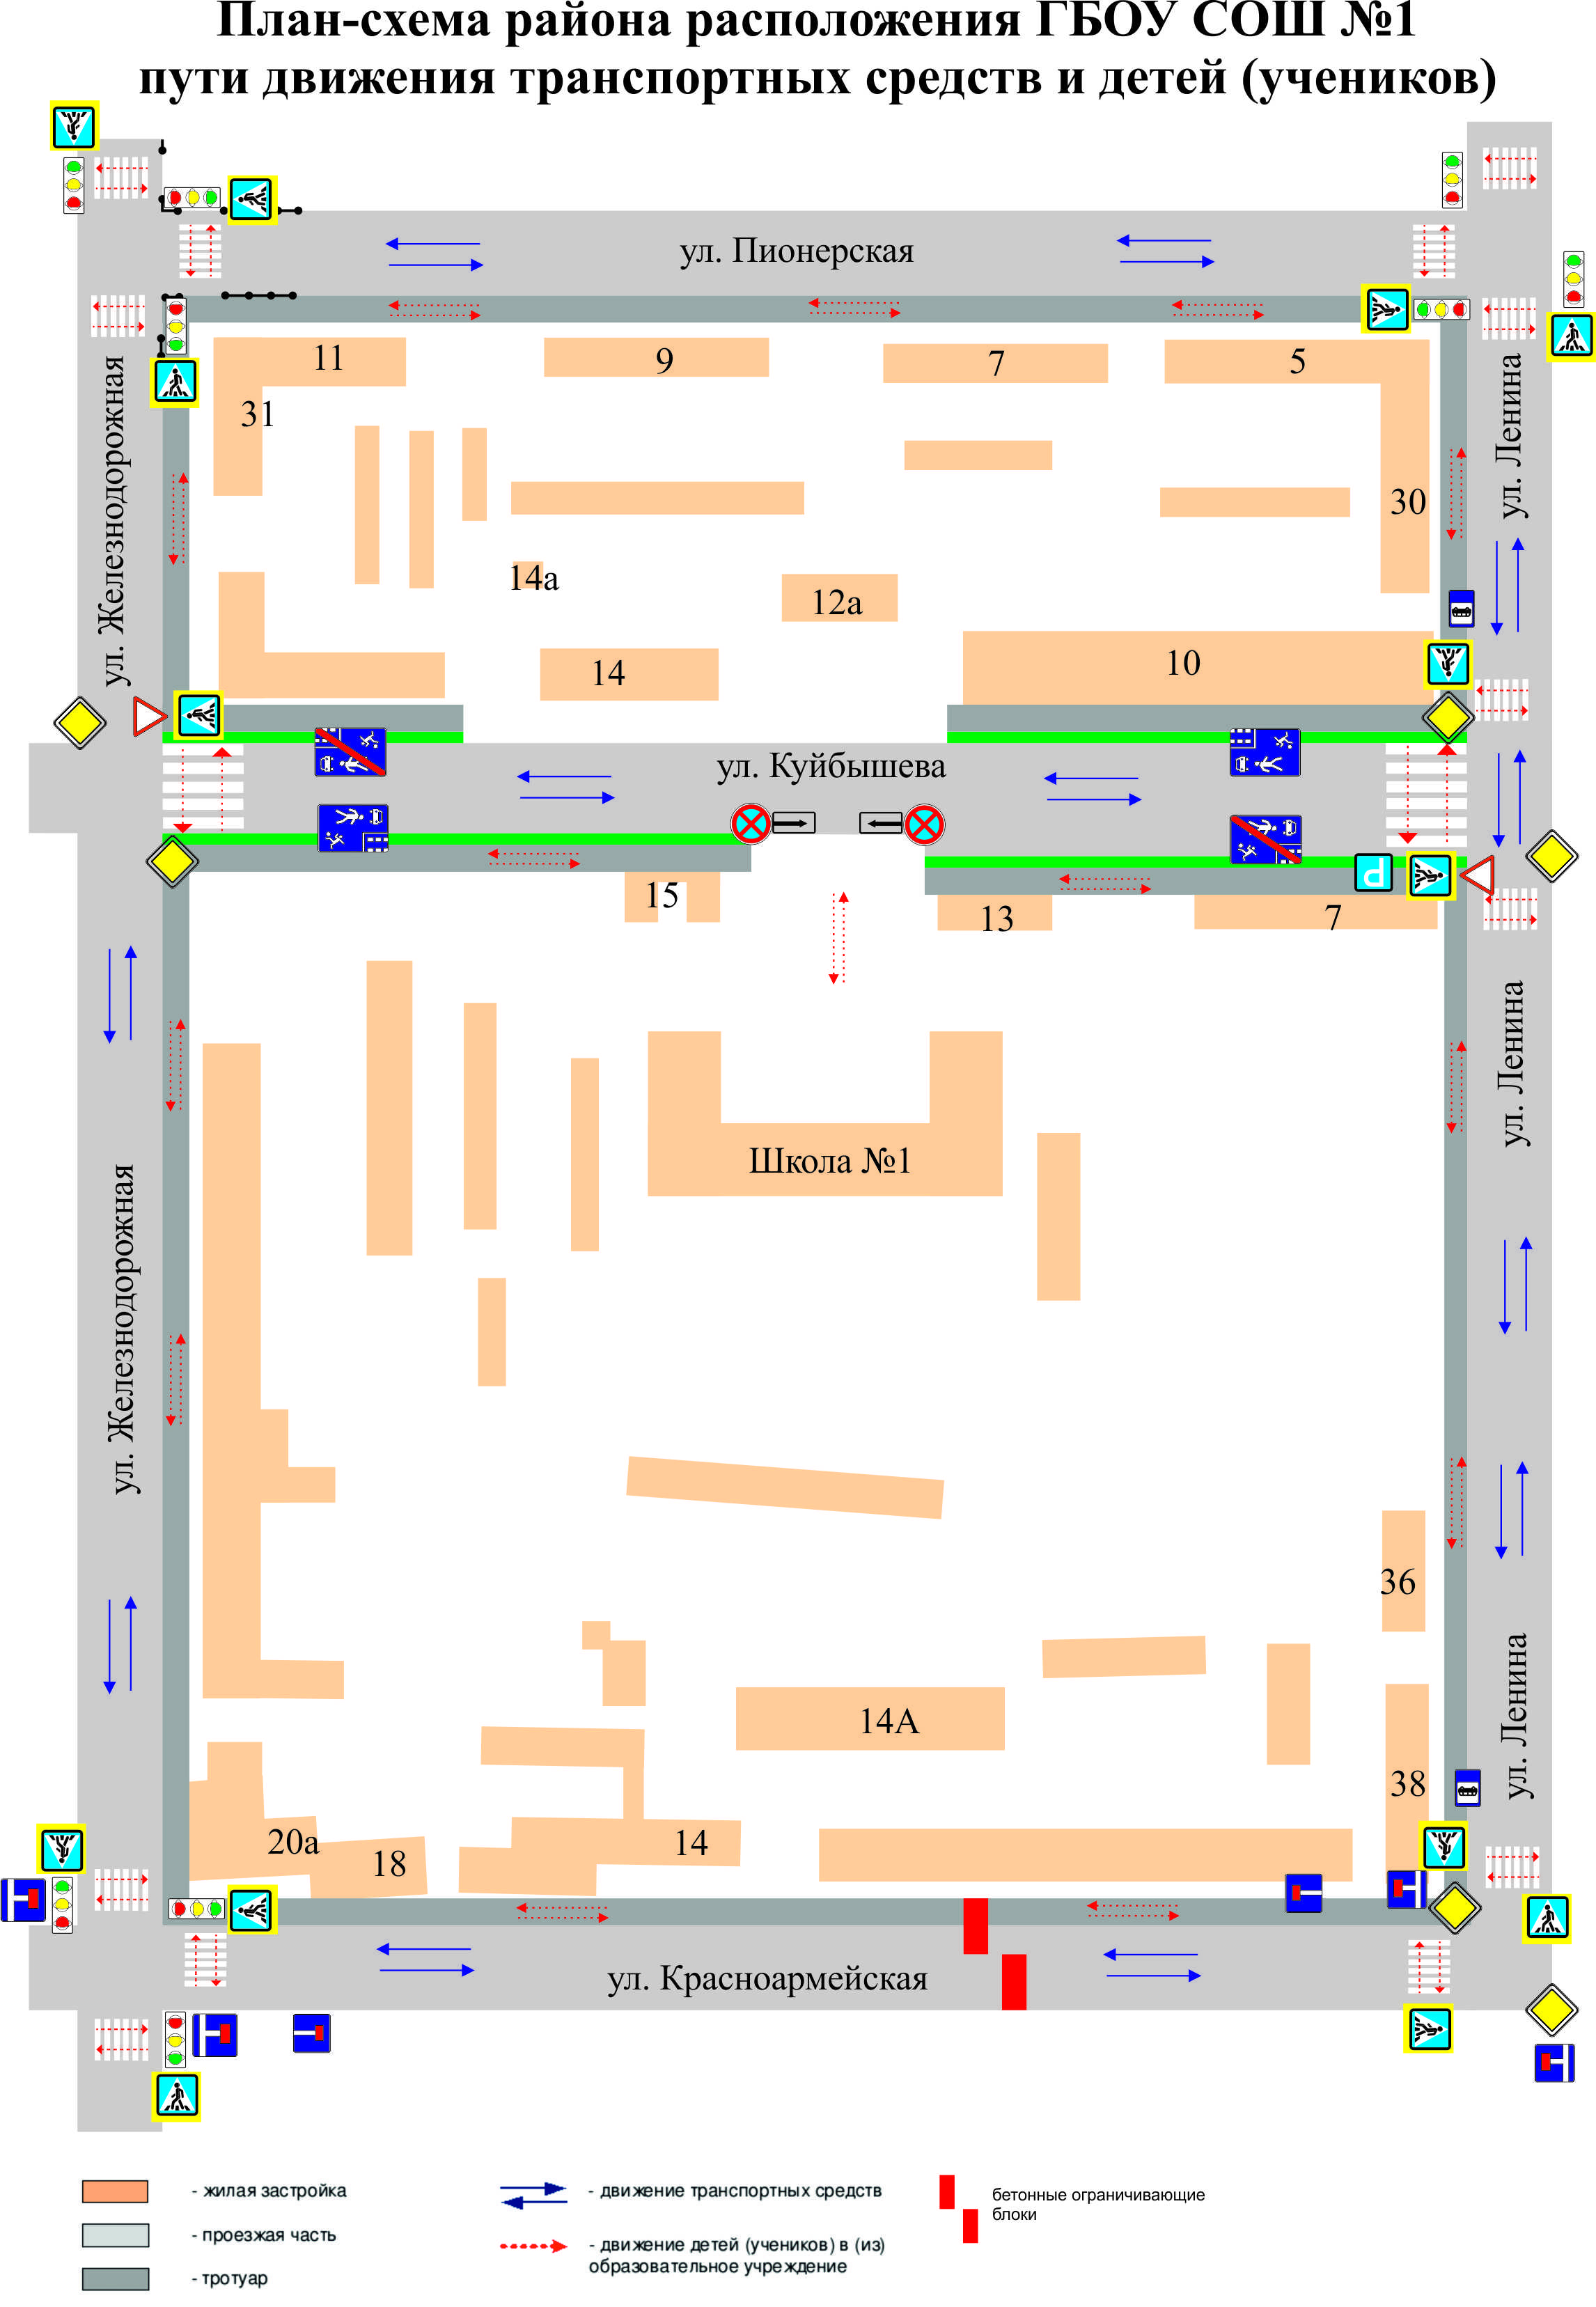 План-схема района расположения ГБОУ СОШ №1
пути движения транспортных средств и детей (учеников)
ул. Пионерская
11
9
7
5
31
30
ул. Железнодорожная
ул. Ленина
14а
12а
14
10
ул. Куйбышева
P
15
13
7
ул. Ленина
Школа №1
ул. Железнодорожная
36
ул. Ленина
14А
38
20а
18
14
ул. Красноармейская
- жилая застройка
- проезжая часть
- тротуар
- движение транспортных средств
- движение детей (учеников) в (из)
образовательное учреждение
бетонные ограничивающие
блоки